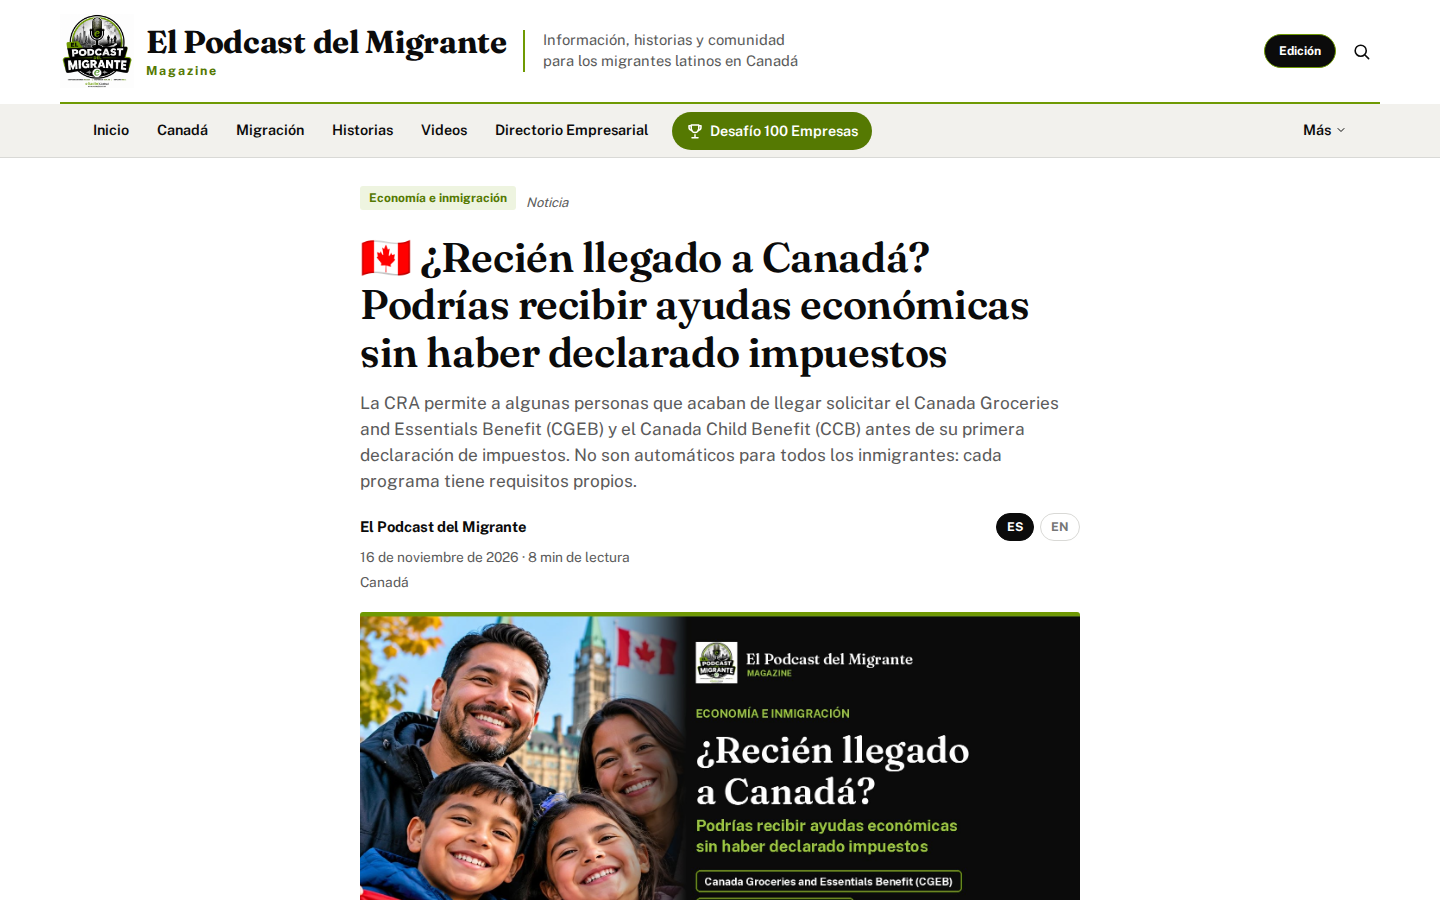 PODCAST
MIGRANTE
El Podcast del Migrante
Magazine
Información, historias y comunidad
para los migrantes latinos en Canadá
Edición
Inicio
Canadá
Migración
Historias
Videos
Directorio Empresarial
Desafío 100 Empresas
Más
Economía e inmigración
Noticia
¿Recién llegado a Canadá?
Podrías recibir ayudas económicas
sin haber declarado impuestos
La CRA permite a algunas personas que acaban de llegar solicitar el Canada Groceries
and Essentials Benefit (CGEB) y el Canada Child Benefit (CCB) antes de su primera
declaración de impuestos. No son automáticos para todos los inmigrantes: cada
programa tiene requisitos propios.
El Podcast del Migrante
ES
EN
16 de noviembre de 2026 · 8 min de lectura
Canadá
PODCAST
MIGRANTE
El Podcast del Migrante
MAGAZINE
ECONOMÍA E INMIGRACIÓN
¿Recién llegado
a Canadá?
Podrías recibir ayudas económicas
sin haber declarado impuestos
Canada Groceries and Essentials Benefit (CGEB)